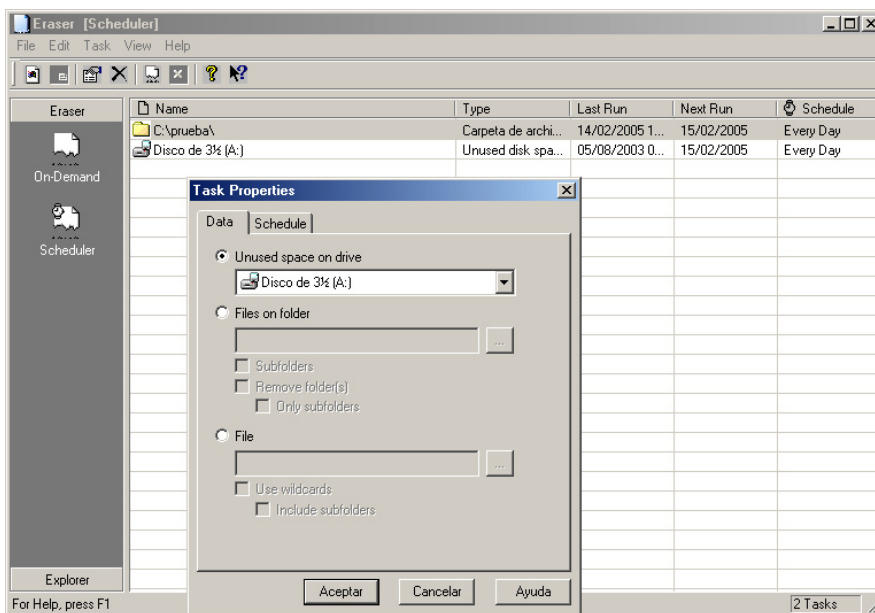 Eraser [Scheduler]
File Edit Task View Help
Eraser
Name Type Last Run Next Run Schedule
C:\prueba\ Carpeta de archi... 14/02/2005 1... 15/02/2005 Every Day
Disco de 3½ (A:) Unused disk spa... 05/08/2003 0... 15/02/2005 Every Day
On-Demand
Scheduler
Task Properties
Data Schedule
Unused space on drive
Disco de 3½ (A:)
Files on folder
...
Subfolders
Remove folder(s)
Only subfolders
File
...
Use wildcards
Include subfolders
Aceptar Cancelar Ayuda
Explorer
For Help, press F1 2 Tasks